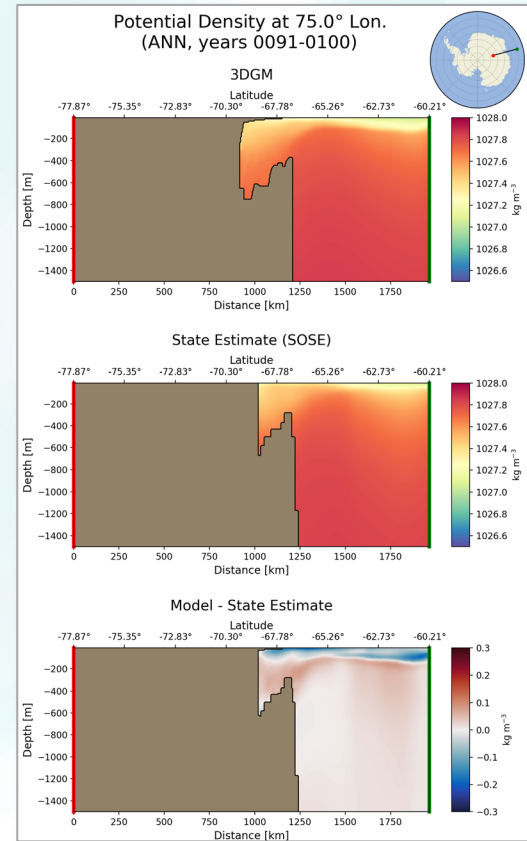 Potential Density at 75.0° Lon.
(ANN, years 0091-0100)
3DGM
Latitude
-77.87° -75.35° -72.83° -70.30° -67.78° -65.26° -62.73° -60.21°
Depth [m]
−200
−400
−600
−800
−1000
−1200
−1400
0 250 500 750 1000 1250 1500 1750
Distance [km]
1028.0
1027.8
1027.6
1027.4
1027.2
1027.0
1026.8
1026.6
kg m⁻³
State Estimate (SOSE)
Latitude
-77.87° -75.35° -72.83° -70.30° -67.78° -65.26° -62.73° -60.21°
Depth [m]
−200
−400
−600
−800
−1000
−1200
−1400
0 250 500 750 1000 1250 1500 1750
Distance [km]
1028.0
1027.8
1027.6
1027.4
1027.2
1027.0
1026.8
1026.6
kg m⁻³
Model - State Estimate
Latitude
-77.87° -75.35° -72.83° -70.30° -67.78° -65.26° -62.73° -60.21°
Depth [m]
−200
−400
−600
−800
−1000
−1200
−1400
0 250 500 750 1000 1250 1500 1750
Distance [km]
0.3
0.2
0.1
0.0
−0.1
−0.2
−0.3
kg m⁻³